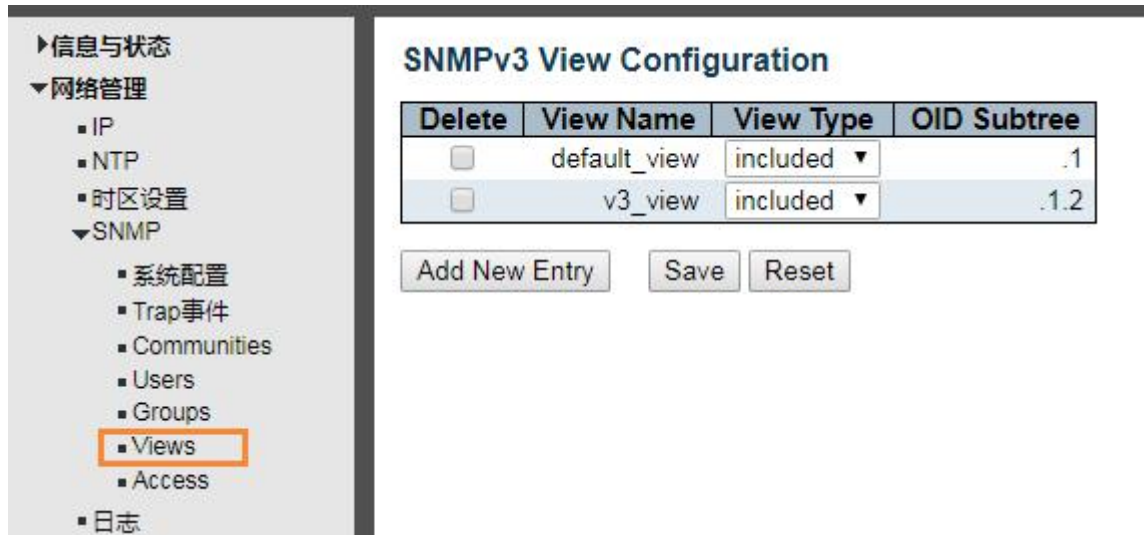 信息与状态
网络管理
IP
NTP
时区设置
SNMP
系统配置
Trap事件
Communities
Users
Groups
Views
Access
日志
SNMPv3 View Configuration
Delete View Name View Type OID Subtree
default_view included .1
v3_view included .1.2
Add New Entry Save Reset